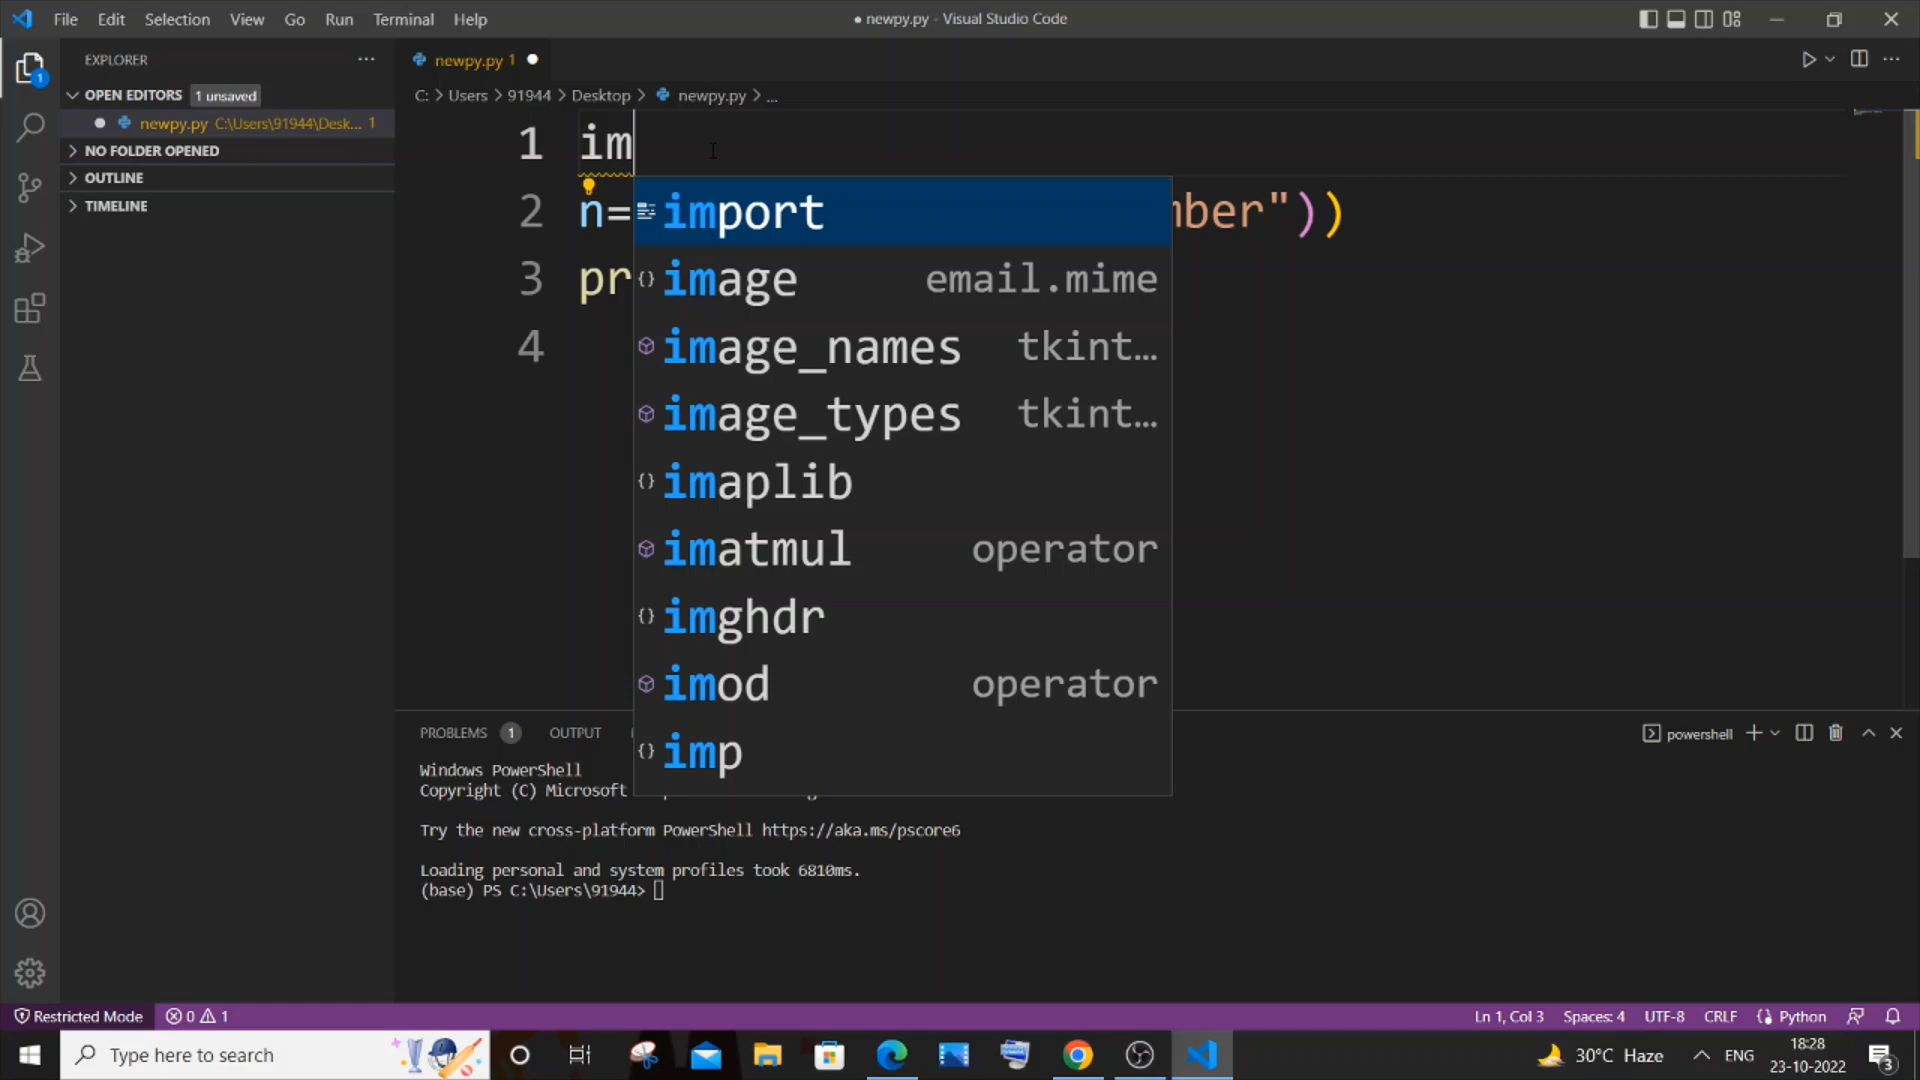 File Edit Selection View Go Run Terminal Help
● newpy.py - Visual Studio Code
EXPLORER
newpy.py 1
OPEN EDITORS 1 unsaved
C: > Users > 91944 > Desktop > newpy.py > ...
newpy.py C:\Users\91944\Desk... 1
NO FOLDER OPENED
OUTLINE
TIMELINE
1 im
2 n= mber"))
3 pr
4
import
image email.mime
image_names tkint...
image_types tkint...
imaplib
imatmul operator
imghdr
imod operator
imp
PROBLEMS 1 OUTPUT
powershell
Windows PowerShell
Copyright (C) Microsoft
Try the new cross-platform PowerShell https://aka.ms/pscore6
Loading personal and system profiles took 6810ms.
(base) PS C:\Users\91944>
Restricted Mode 0 1
Ln 1, Col 3 Spaces: 4 UTF-8 CRLF Python
Type here to search
30°C Haze ENG
18:28
23-10-2022
3